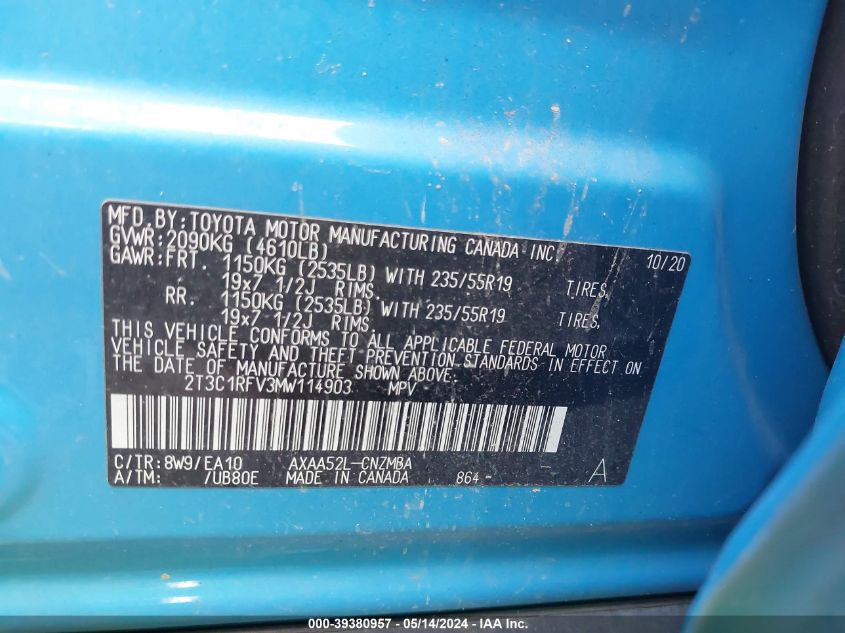 MFD. BY: TOYOTA MOTOR MANUFACTURING CANADA INC. 10/20
GVWR: 2090KG (4610LB)
GAWR: FRT. 1150KG (2535LB) WITH 235/55R19 TIRES,
19x7 1/2J RIMS.
RR. 1150KG (2535LB) WITH 235/55R19 TIRES,
19x7 1/2J RIMS.
THIS VEHICLE CONFORMS TO ALL APPLICABLE FEDERAL MOTOR
VEHICLE SAFETY AND THEFT PREVENTION STANDARDS IN EFFECT ON
THE DATE OF MANUFACTURE SHOWN ABOVE.
2T3C1RFV3MW114903 MPV
C/TR: 8W9/EA10 AXAA52L-CNZMBA
A/TM: /UB80E MADE IN CANADA 864- - A
000-39380957 / 05/14/2024 / IAA Inc.